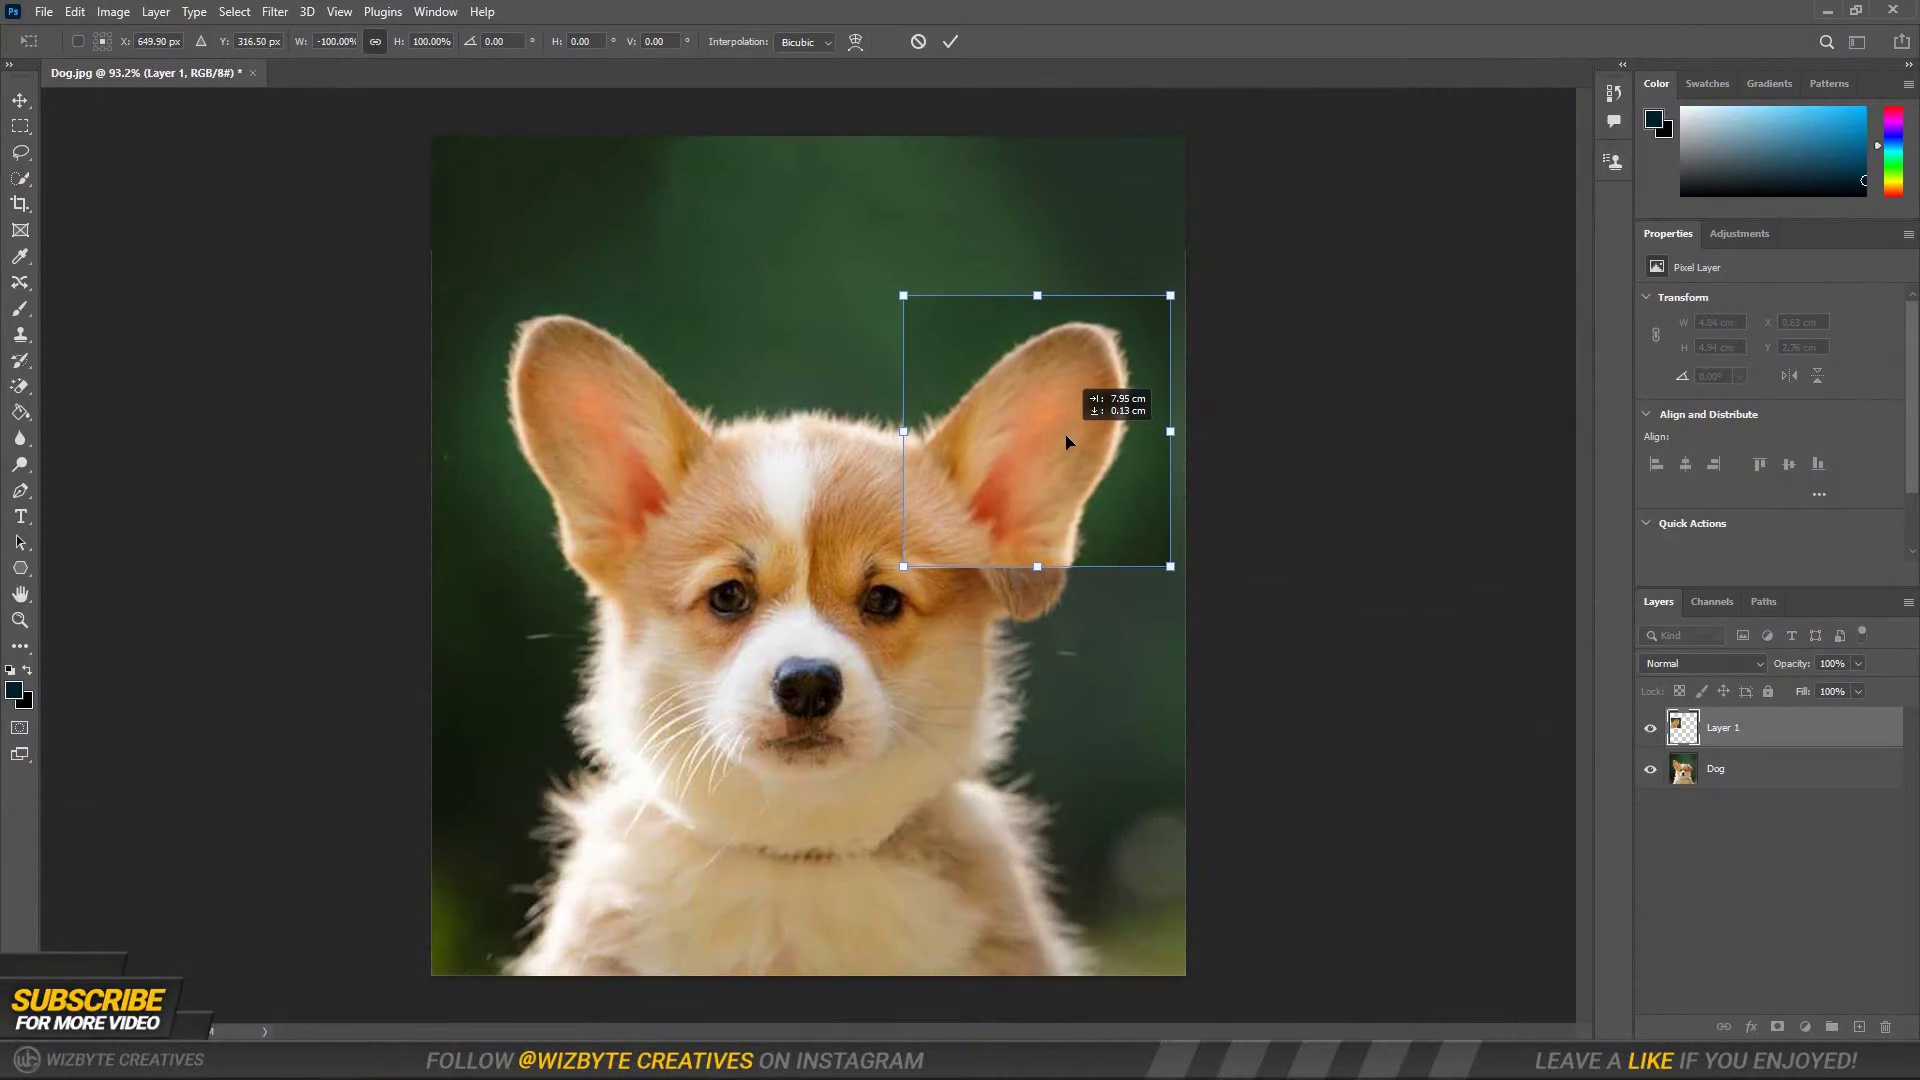 Ps File Edit Image Layer Type Select Filter 3D View Plugins Window Help
X: 649.90 px Y: 316.50 px W: -100.00% H: 100.00% 0.00 ° H: 0.00 ° V: 0.00 ° Interpolation: Bicubic
Dog.jpg @ 93.2% (Layer 1, RGB/8#) * ×
Color Swatches Gradients Patterns
Properties Adjustments
Pixel Layer
Transform
W 4.84 cm X 0.63 cm
H 4.94 cm Y 2.76 cm
0.00°
: 7.95 cm
: 0.13 cm
Align and Distribute
Align:
Quick Actions
Layers Channels Paths
Kind
Normal Opacity: 100%
Lock: Fill: 100%
Layer 1
Dog
SUBSCRIBE
FOR MORE VIDEO
WIZBYTE CREATIVES
FOLLOW @WIZBYTE CREATIVES ON INSTAGRAM
LEAVE A LIKE IF YOU ENJOYED!